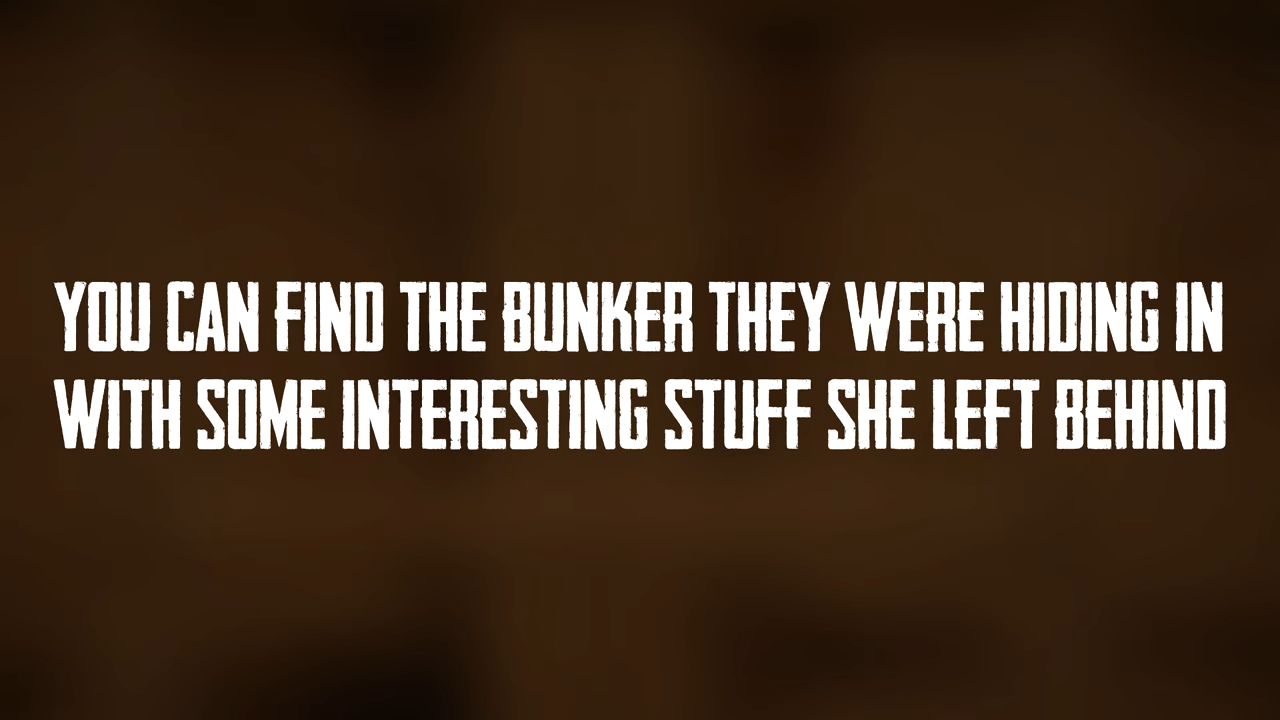 YOU CAN FIND THE BUNKER THEY WERE HIDING IN
WITH SOME INTERESTING STUFF SHE LEFT BEHIND